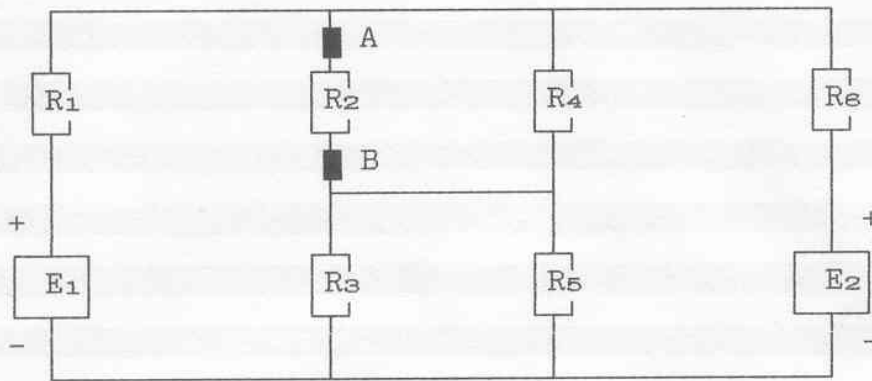 A
R₁ R₂ R₄ R₆
B
+ +
E₁ R₃ R₅ E₂
- -